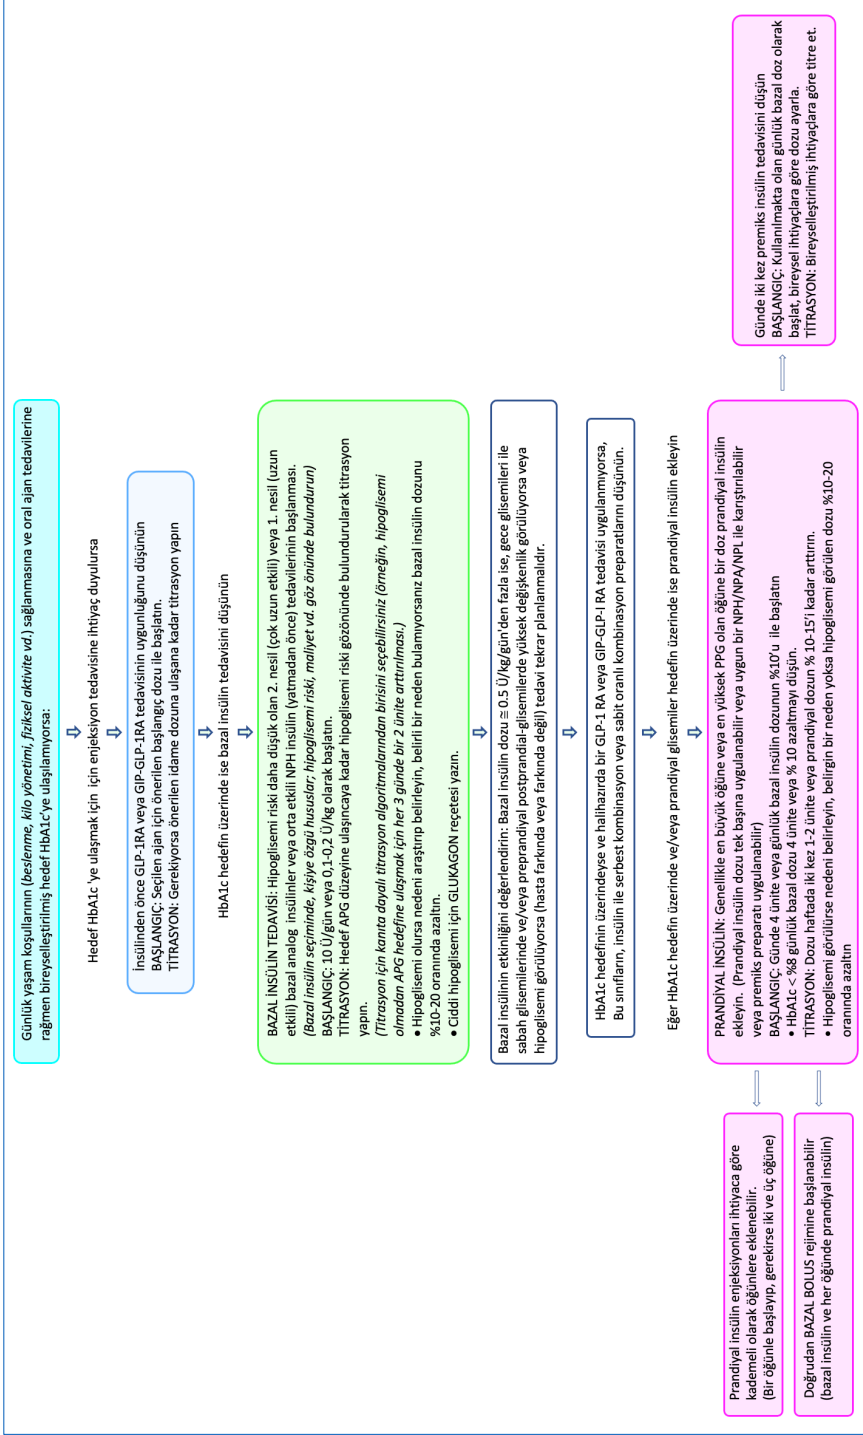 Günlük yaşam koşullarının (beslenme, kilo yönetimi, fiziksel aktivite vd.) sağlanmasına ve oral ajan tedavilerine
rağmen bireyselleştirilmiş hedef HbA1c'ye ulaşılamıyorsa:
Hedef HbA1c 'ye ulaşmak için için enjeksiyon tedavisine ihtiyaç duyulursa
İnsülinden önce GLP-1RA veya GIP-GLP-1RA tedavisinin uygunluğunu düşünün
BAŞLANGIÇ: Seçilen ajan için önerilen başlangıç dozu ile başlatın.
TİTRASYON: Gerekiyorsa önerilen idame dozuna ulaşana kadar titrasyon yapın
HbA1c hedefin üzerinde ise bazal insülin tedavisini düşünün
BAZAL İNSÜLİN TEDAVİSİ: Hipoglisemi riski daha düşük olan 2. nesil (çok uzun etkili) veya 1. nesil (uzun
etkili) bazal analog insülinler veya orta etkili NPH insülin (yatmadan önce) tedavilerinin başlanması.
(Bazal insülin seçiminde, kişiye özgü hususlar; hipoglisemi riski, maliyet vd. göz önünde bulundurun)
BAŞLANGIÇ: 10 Ü/gün veya 0,1-0,2 Ü/kg olarak başlatın.
TİTRASYON: Hedef APG düzeyine ulaşıncaya kadar hipoglisemi riski gözönünde bulundurularak titrasyon
yapın.
(Titrasyon için kanıta dayalı titrasyon algoritmalarından birisini seçebilirsiniz (örneğin, hipoglisemi
olmadan APG hedefine ulaşmak için her 3 günde bir 2 ünite arttırılması.)
• Hipoglisemi olursa nedeni araştırıp belirleyin, belirli bir neden bulamıyorsanız bazal insülin dozunu
%10-20 oranında azaltın.
• Ciddi hipoglisemi için GLUKAGON reçetesi yazın.
Bazal insülinin etkinliğini değerlendirin: Bazal insülin dozu ≅ 0.5 Ü/kg/gün'den fazla ise, gece glisemileri ile
sabah glisemilerinde ve/veya preprandiyal postprandial-glisemilerde yüksek değişkenlik görülüyorsa veya
hipoglisemi görülüyorsa (hasta farkında veya farkında değil) tedavi tekrar planlanmalıdır.
HbA1c hedefinin üzerindeyse ve halihazırda bir GLP-1 RA veya GIP-GLP-I RA tedavisi uygulanmıyorsa,
Bu sınıfların, insülin ile serbest kombinasyon veya sabit oranlı kombinasyon preparatlarını düşünün.
Eğer HbA1c hedefin üzerinde ve/veya prandiyal glisemiler hedefin üzerinde ise prandiyal insülin ekleyin
PRANDİYAL İNSÜLİN: Genellikle en büyük öğüne veya en yüksek PPG olan öğüne bir doz prandiyal insülin
ekleyin. (Prandiyal insülin dozu tek başına uygulanabilir veya uygun bir NPH/NPA/NPL ile karıştırılabilir
veya premiks preparatı uygulanabilir)
BAŞLANGIÇ: Günde 4 ünite veya günlük bazal insülin dozunun %10'u ile başlatın
• HbA1c < %8 günlük bazal dozu 4 ünite veya % 10 azaltmayı düşün.
TİTRASYON: Dozu haftada iki kez 1-2 ünite veya prandiyal dozun % 10-15'i kadar arttırın.
• Hipoglisemi görülürse nedeni belirleyin, belirgin bir neden yoksa hipoglisemi görülen dozu %10-20
oranında azaltın
Prandiyal insülin enjeksiyonları ihtiyaca göre
kademeli olarak öğünlere eklenebilir.
(Bir öğünle başlayıp, gerekirse iki ve üç öğüne)
Doğrudan BAZAL BOLUS rejimine başlanabilir
(bazal insülin ve her öğünde prandiyal insülin)
Günde iki kez premiks insülin tedavisini düşün
BAŞLANGIÇ: Kullanılmakta olan günlük bazal doz olarak
başlat, bireysel ihtiyaçlara göre dozu ayarla.
TİTRASYON: Bireyselleştirilmiş ihtiyaçlara göre titre et.